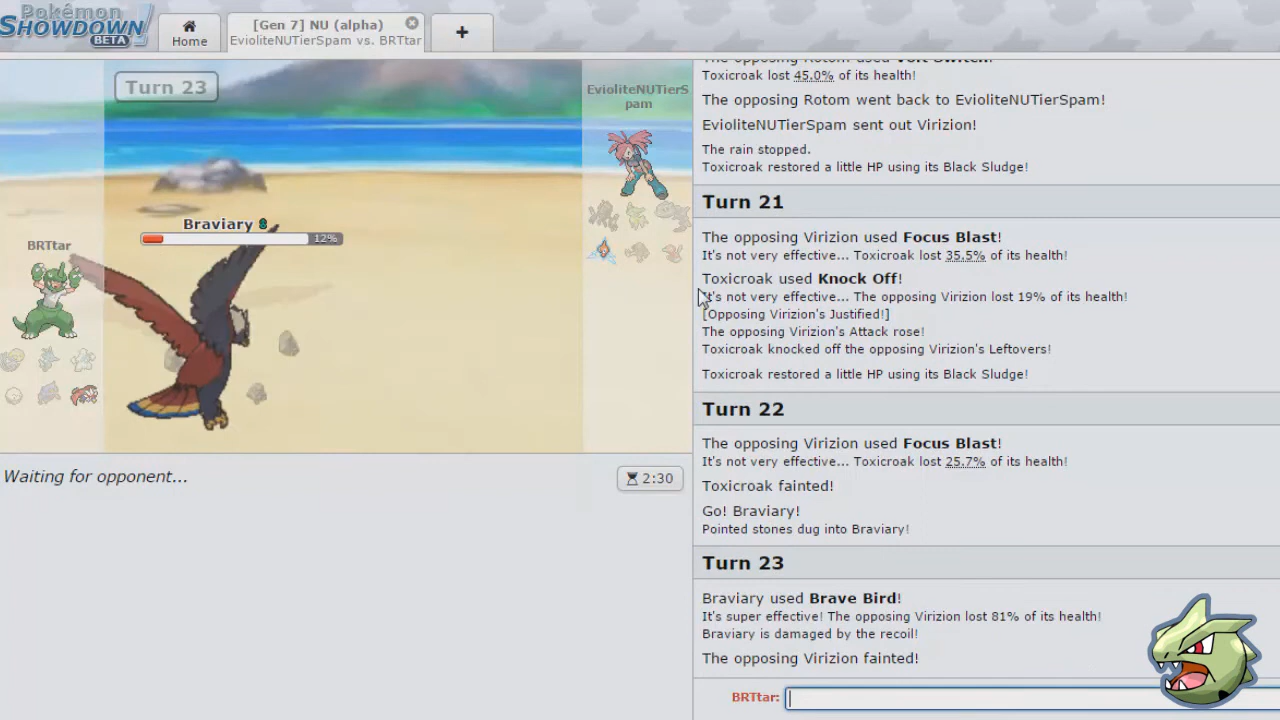 Pokémon
SHOWDOWN!
BETA
Home
[Gen 7] NU (alpha)
EvioliteNUTierSpam vs. BRTtar
+
Turn 23
EvioliteNUTierS
pam
BRTtar
Braviary
12%
Waiting for opponent...
2:30
The opposing Rotom used Volt Switch!
Toxicroak lost 45.0% of its health!
The opposing Rotom went back to EvioliteNUTierSpam!
EvioliteNUTierSpam sent out Virizion!
The rain stopped.
Toxicroak restored a little HP using its Black Sludge!
Turn 21
The opposing Virizion used Focus Blast!
It's not very effective... Toxicroak lost 35.5% of its health!
Toxicroak used Knock Off!
It's not very effective... The opposing Virizion lost 19% of its health!
[Opposing Virizion's Justified!]
The opposing Virizion's Attack rose!
Toxicroak knocked off the opposing Virizion's Leftovers!
Toxicroak restored a little HP using its Black Sludge!
Turn 22
The opposing Virizion used Focus Blast!
It's not very effective... Toxicroak lost 25.7% of its health!
Toxicroak fainted!
Go! Braviary!
Pointed stones dug into Braviary!
Turn 23
Braviary used Brave Bird!
It's super effective! The opposing Virizion lost 81% of its health!
Braviary is damaged by the recoil!
The opposing Virizion fainted!
BRTtar: